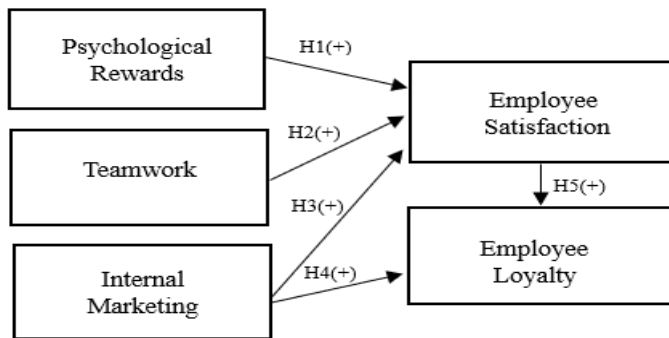 Psychological
Rewards
H1(+)
Employee
Satisfaction
Teamwork
H2(+)
H3(+)
H5(+)
Internal
Marketing
H4(+)
Employee
Loyalty